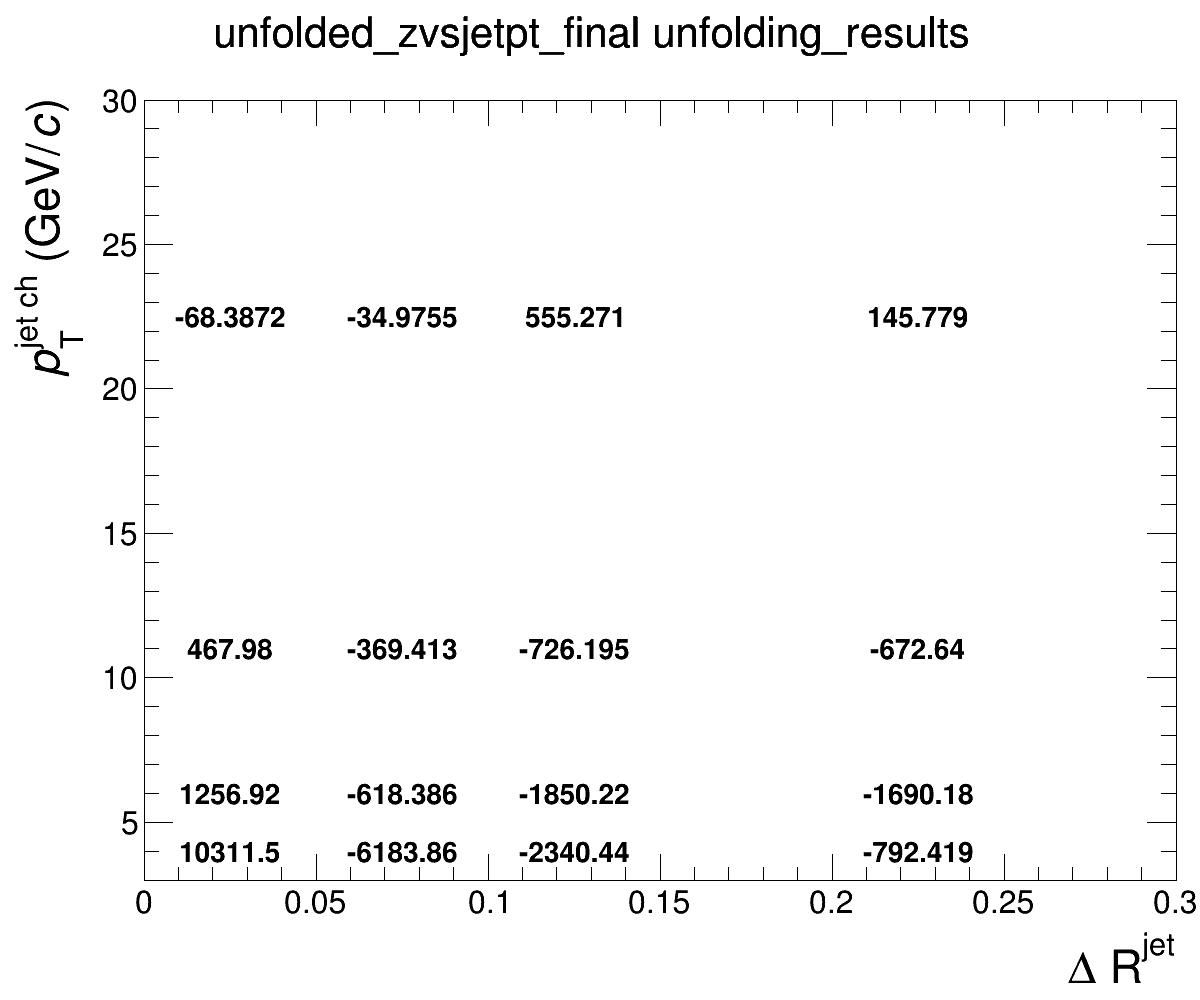 unfolded_zvsjetpt_final unfolding_results
p_T^jet ch (GeV/c)
30
25
-68.3872 -34.9755 555.271 145.779
20
15
467.98 -369.413 -726.195 -672.64
10
1256.92 -618.386 -1850.22 -1690.18
5
10311.5 -6183.86 -2340.44 -792.419
0 0.05 0.1 0.15 0.2 0.25 0.3
Δ R^jet